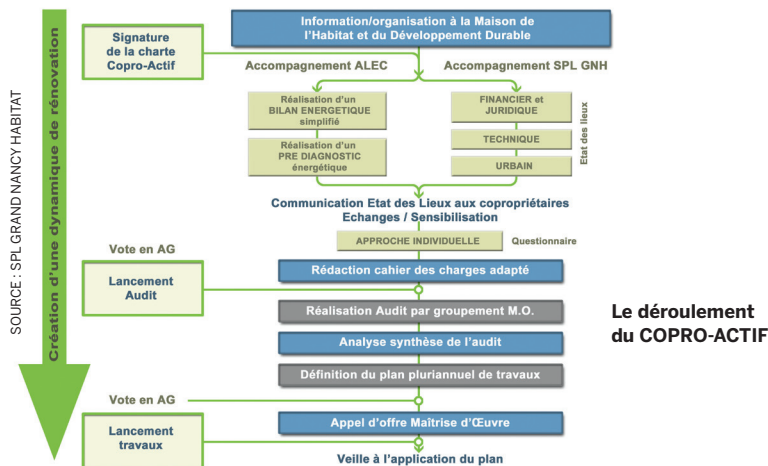 Information/organisation à la Maison de
l'Habitat et du Développement Durable
Signature
de la charte
Copro-Actif
Accompagnement ALEC
Accompagnement SPL GNH
Réalisation d'un
BILAN ENERGETIQUE
simplifié
Réalisation d'un
PRE DIAGNOSTIC
énergétique
FINANCIER et
JURIDIQUE
TECHNIQUE
URBAIN
Etat des lieux
Communication Etat des Lieux aux copropriétaires
Echanges / Sensibilisation
APPROCHE INDIVIDUELLE
Questionnaire
Vote en AG
Rédaction cahier des charges adapté
Lancement
Audit
Réalisation Audit par groupement M.O.
Analyse synthèse de l'audit
Définition du plan pluriannuel de travaux
Vote en AG
Appel d'offre Maîtrise d'Œuvre
Lancement
travaux
Veille à l'application du plan
Création d'une dynamique de rénovation
SOURCE : SPL GRAND NANCY HABITAT
Le déroulement
du COPRO-ACTIF